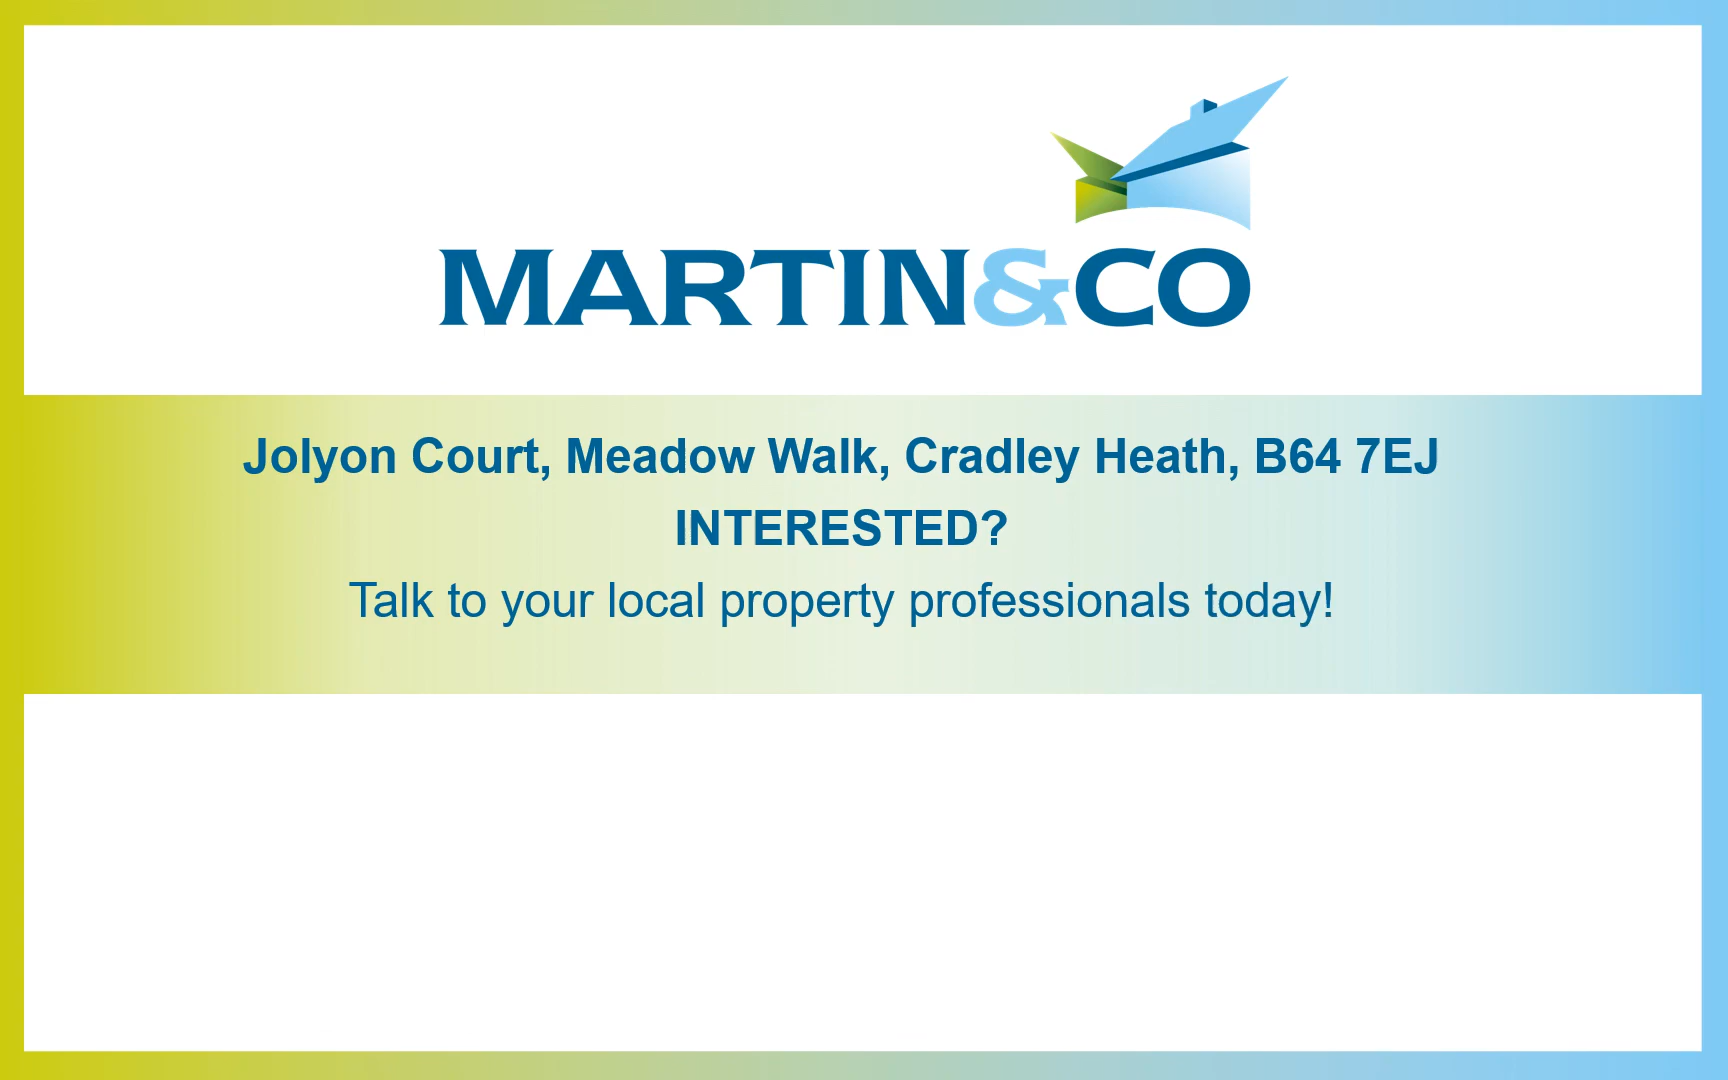 MARTIN&CO
Jolyon Court, Meadow Walk, Cradley Heath, B64 7EJ
INTERESTED?
Talk to your local property professionals today!